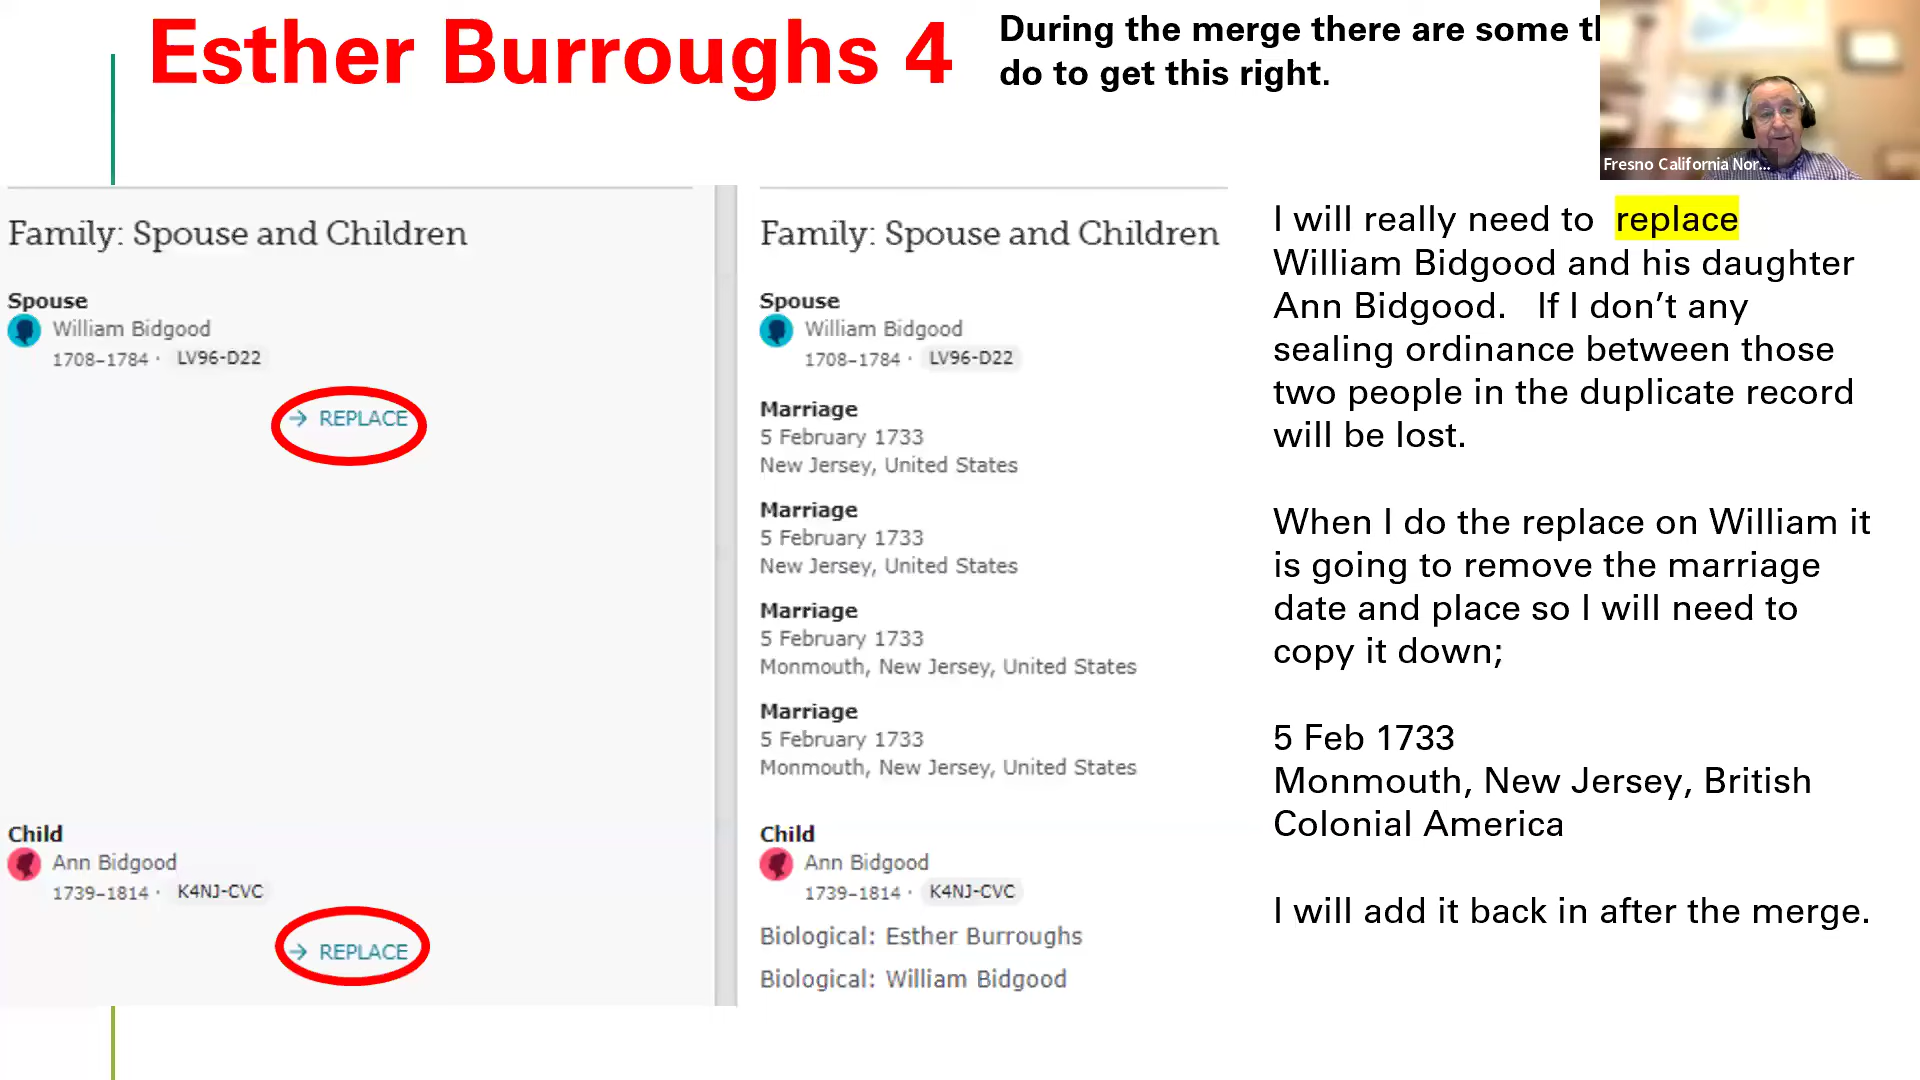 Esther Burroughs 4
During the merge there are some
do to get this right.
Fresno California Nor...
Family: Spouse and Children
Spouse
William Bidgood
1708–1784 · LV96-D22
→ REPLACE
Child
Ann Bidgood
1739–1814 · K4NJ-CVC
→ REPLACE
Family: Spouse and Children
Spouse
William Bidgood
1708–1784 · LV96-D22
Marriage
5 February 1733
New Jersey, United States
Marriage
5 February 1733
New Jersey, United States
Marriage
5 February 1733
Monmouth, New Jersey, United States
Marriage
5 February 1733
Monmouth, New Jersey, United States
Child
Ann Bidgood
1739–1814 · K4NJ-CVC
Biological: Esther Burroughs
Biological: William Bidgood
I will really need to replace
William Bidgood and his daughter
Ann Bidgood. If I don’t any
sealing ordinance between those
two people in the duplicate record
will be lost.
When I do the replace on William it
is going to remove the marriage
date and place so I will need to
copy it down;
5 Feb 1733
Monmouth, New Jersey, British
Colonial America
I will add it back in after the merge.